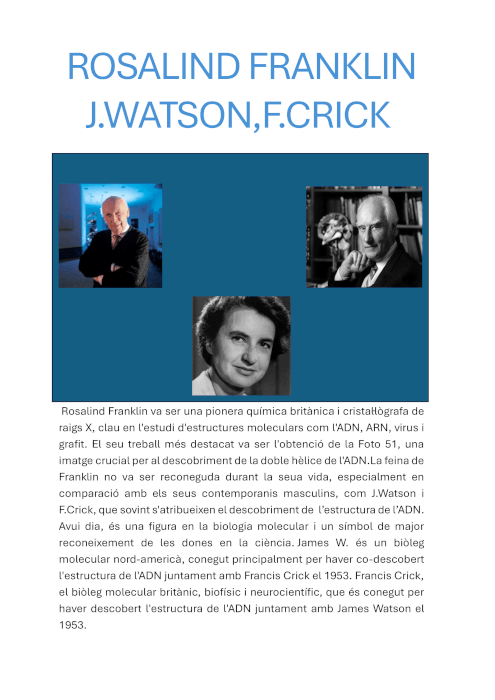 ROSALIND FRANKLIN
J.WATSON,F.CRICK
Rosalind Franklin va ser una pionera química britànica i cristal·lògrafa de
raigs X, clau en l'estudi d'estructures moleculars com l'ADN, ARN, virus i
grafit. El seu treball més destacat va ser l'obtenció de la Foto 51, una
imatge crucial per al descobriment de la doble hèlice de l'ADN.La feina de
Franklin no va ser reconeguda durant la seua vida, especialment en
comparació amb els seus contemporanis masculins, com J.Watson i
F.Crick, que sovint s'atribueixen el descobriment de l'estructura de l'ADN.
Avui dia, és una figura en la biologia molecular i un símbol de major
reconeixement de les dones en la ciència. James W. és un biòleg
molecular nord-americà, conegut principalment per haver co-descobert
l'estructura de l'ADN juntament amb Francis Crick el 1953. Francis Crick,
el biòleg molecular britànic, biofísic i neurocientífic, que és conegut per
haver descobert l'estructura de l'ADN juntament amb James Watson el
1953.